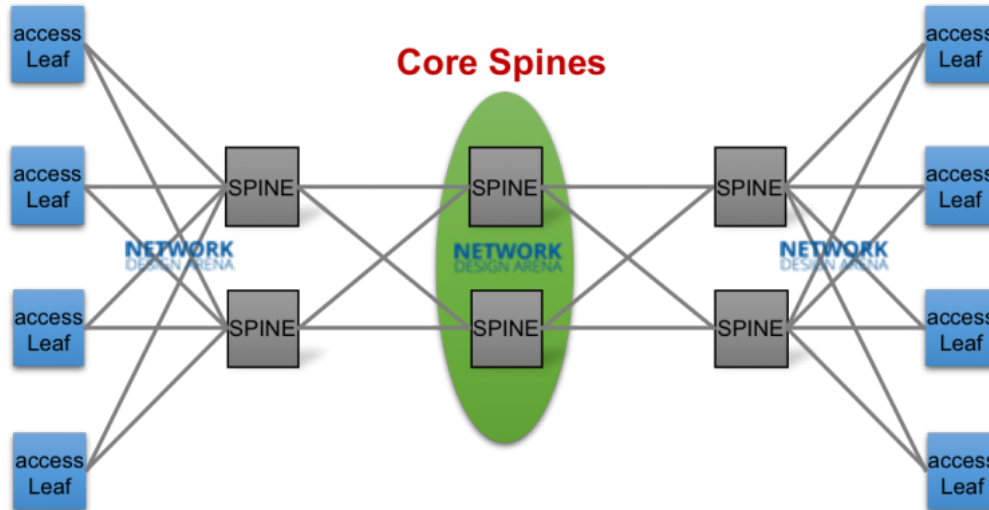 access
Leaf
access
Leaf
Core Spines
access
Leaf
SPINE
SPINE
SPINE
access
Leaf
NETWORK
DESIGN ARENA
NETWORK
DESIGN ARENA
NETWORK
DESIGN ARENA
access
Leaf
SPINE
SPINE
SPINE
access
Leaf
access
Leaf
access
Leaf